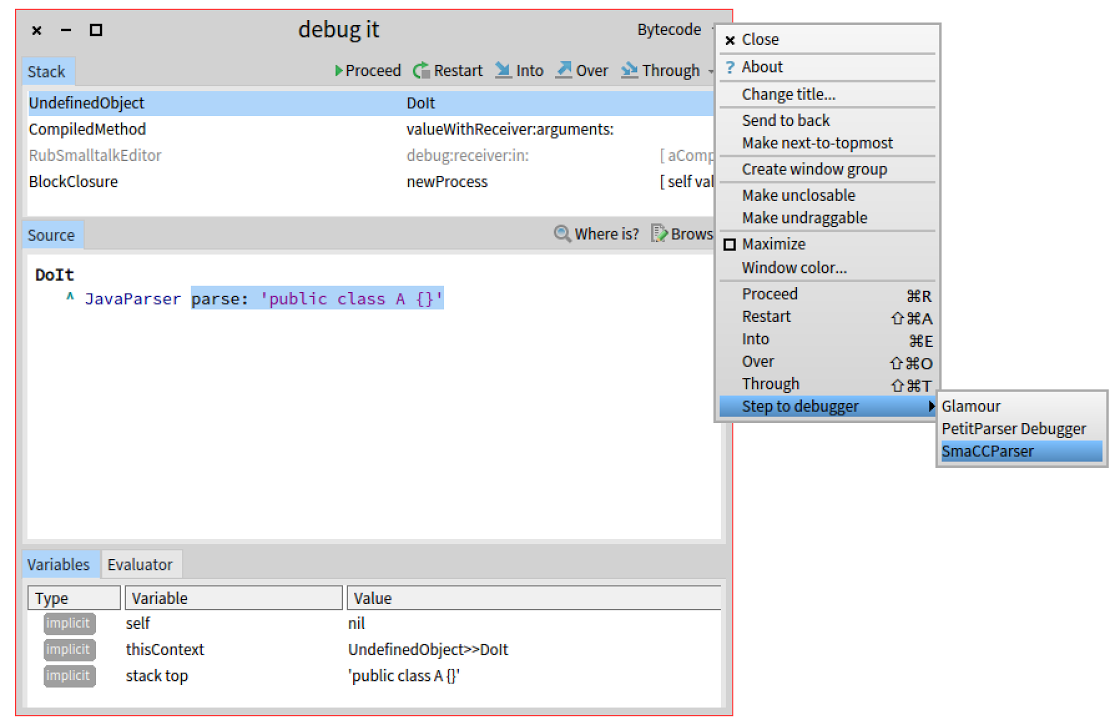 debug it
Bytecode
Stack
Proceed Restart Into Over Through
UndefinedObject DoIt
CompiledMethod valueWithReceiver:arguments:
RubSmalltalkEditor debug:receiver:in: [ aComp
BlockClosure newProcess [ self val
Source
Where is? Brows
DoIt
^ JavaParser parse: 'public class A {}'
Variables Evaluator
Type Variable Value
implicit self nil
implicit thisContext UndefinedObject>>DoIt
implicit stack top 'public class A {}'
Close
? About
Change title...
Send to back
Make next-to-topmost
Create window group
Make unclosable
Make undraggable
Maximize
Window color...
Proceed ⌘R
Restart ⇧⌘A
Into ⌘E
Over ⇧⌘O
Through ⇧⌘T
Step to debugger
Glamour
PetitParser Debugger
SmaCCParser